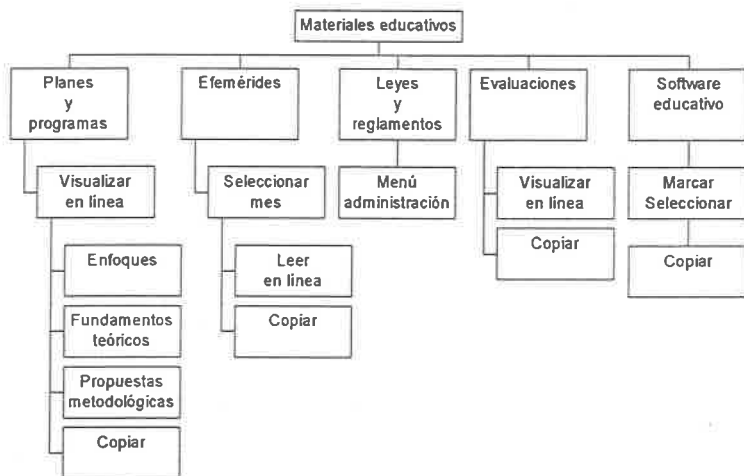 Materiales educativos
Planes
y
programas
Efemérides
Leyes
y
reglamentos
Evaluaciones
Software
educativo
Visualizar
en línea
Seleccionar
mes
Menú
administración
Visualizar
en línea
Marcar
Seleccionar
Enfoques
Leer
en línea
Copiar
Copiar
Fundamentos
teóricos
Copiar
Propuestas
metodológicas
Copiar